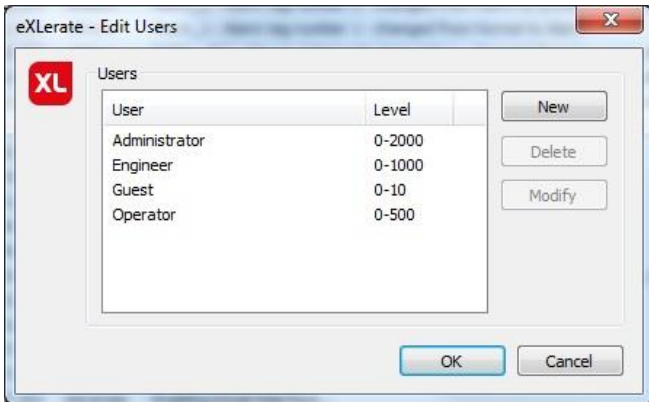 eXLerate - Edit Users
XL
Users
User Level
Administrator 0-2000
Engineer 0-1000
Guest 0-10
Operator 0-500
New
Delete
Modify
OK Cancel